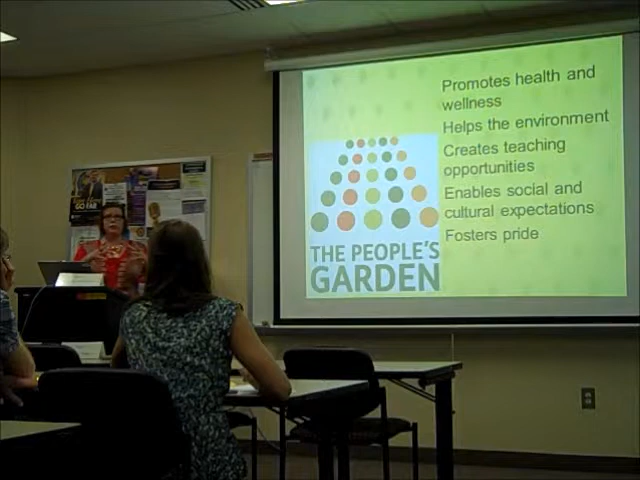 Promotes health and
wellness
Helps the environment
Creates teaching
opportunities
Enables social and
cultural expectations
Fosters pride
THE PEOPLE'S
GARDEN